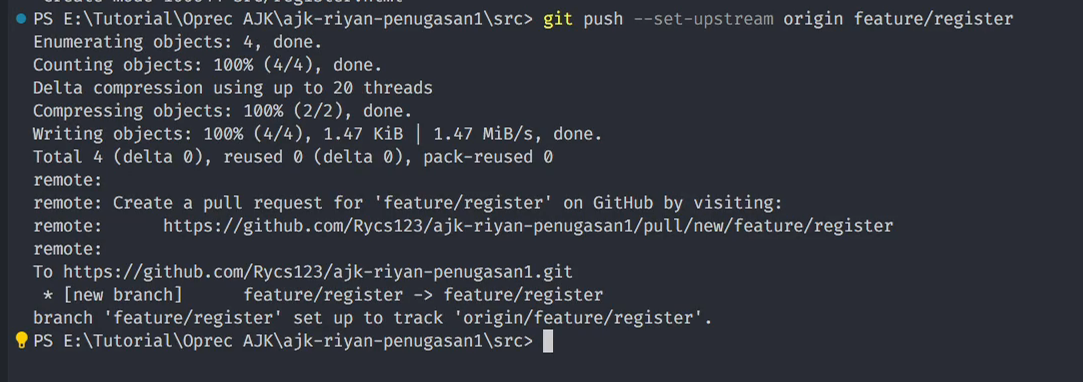 PS E:\Tutorial\Oprec AJK\ajk-riyan-penugasan1\src> git push --set-upstream origin feature/register
Enumerating objects: 4, done.
Counting objects: 100% (4/4), done.
Delta compression using up to 20 threads
Compressing objects: 100% (2/2), done.
Writing objects: 100% (4/4), 1.47 KiB | 1.47 MiB/s, done.
Total 4 (delta 0), reused 0 (delta 0), pack-reused 0
remote:
remote: Create a pull request for 'feature/register' on GitHub by visiting:
remote:      https://github.com/Rycs123/ajk-riyan-penugasan1/pull/new/feature/register
remote:
To https://github.com/Rycs123/ajk-riyan-penugasan1.git
 * [new branch]      feature/register -> feature/register
branch 'feature/register' set up to track 'origin/feature/register'.
PS E:\Tutorial\Oprec AJK\ajk-riyan-penugasan1\src>